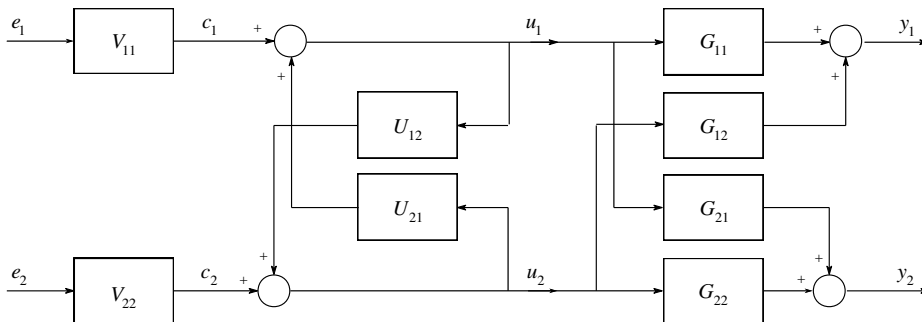 e₁ c₁ u₁ y₁
V₁₁ G₁₁
+ + +
U₁₂ G₁₂
+
U₂₁ G₂₁
+ +
e₂ c₂ u₂ y₂
+ +
V₂₂ G₂₂